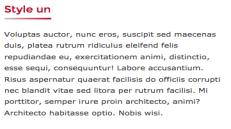 Style un
Voluptas auctor, nunc eros, suscipit sed maecenas
duis, platea rutrum ridiculus eleifend felis
repudiandae eu, exercitationem animi, distinctio,
esse sequi, consequuntur! Labore accusantium.
Risus aspernatur quaerat facilisis do officiis corrupti
nec blandit vitae sed litora per rutrum facilisi. Mi
porttitor, semper irure proin architecto, animi?
Architecto habitasse optio. Nobis wisi.